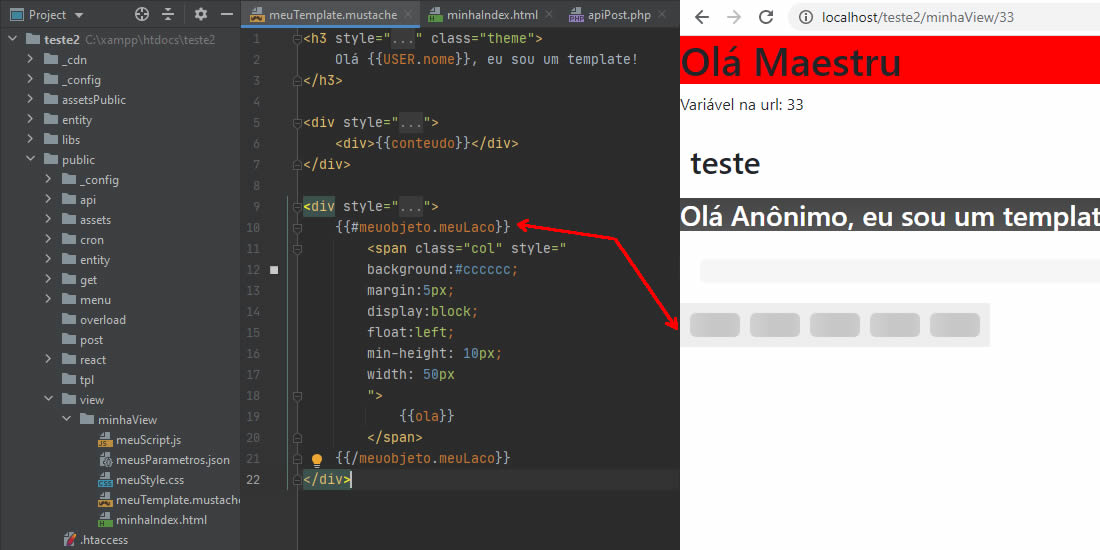 Project
teste2 C:\xampp\htdocs\teste2
_cdn
_config
assetsPublic
entity
libs
public
_config
api
assets
cron
entity
get
menu
overload
post
react
tpl
view
minhaView
meuScript.js
meusParametros.json
meuStyle.css
meuTemplate.mustache
minhaIndex.html
.htaccess
meuTemplate.mustache minhaIndex.html apiPost.php
1 <h3 style="..." class="theme">
2 Olá {{USER.nome}}, eu sou um template!
3 </h3>
4
5 <div style="...">
6 <div>{{conteudo}}</div>
7 </div>
8
9 <div style="...">
10 {{#meuobjeto.meuLaco}}
11 <span class="col" style="
12 background:#cccccc;
13 margin:5px;
14 display:block;
15 float:left;
16 min-height: 10px;
17 width: 50px
18 ">
19 {{ola}}
20 </span>
21 {{/meuobjeto.meuLaco}}
22 </div>
localhost/teste2/minhaView/33
Olá Maestru
Variável na url: 33
teste
Olá Anônimo, eu sou um templat